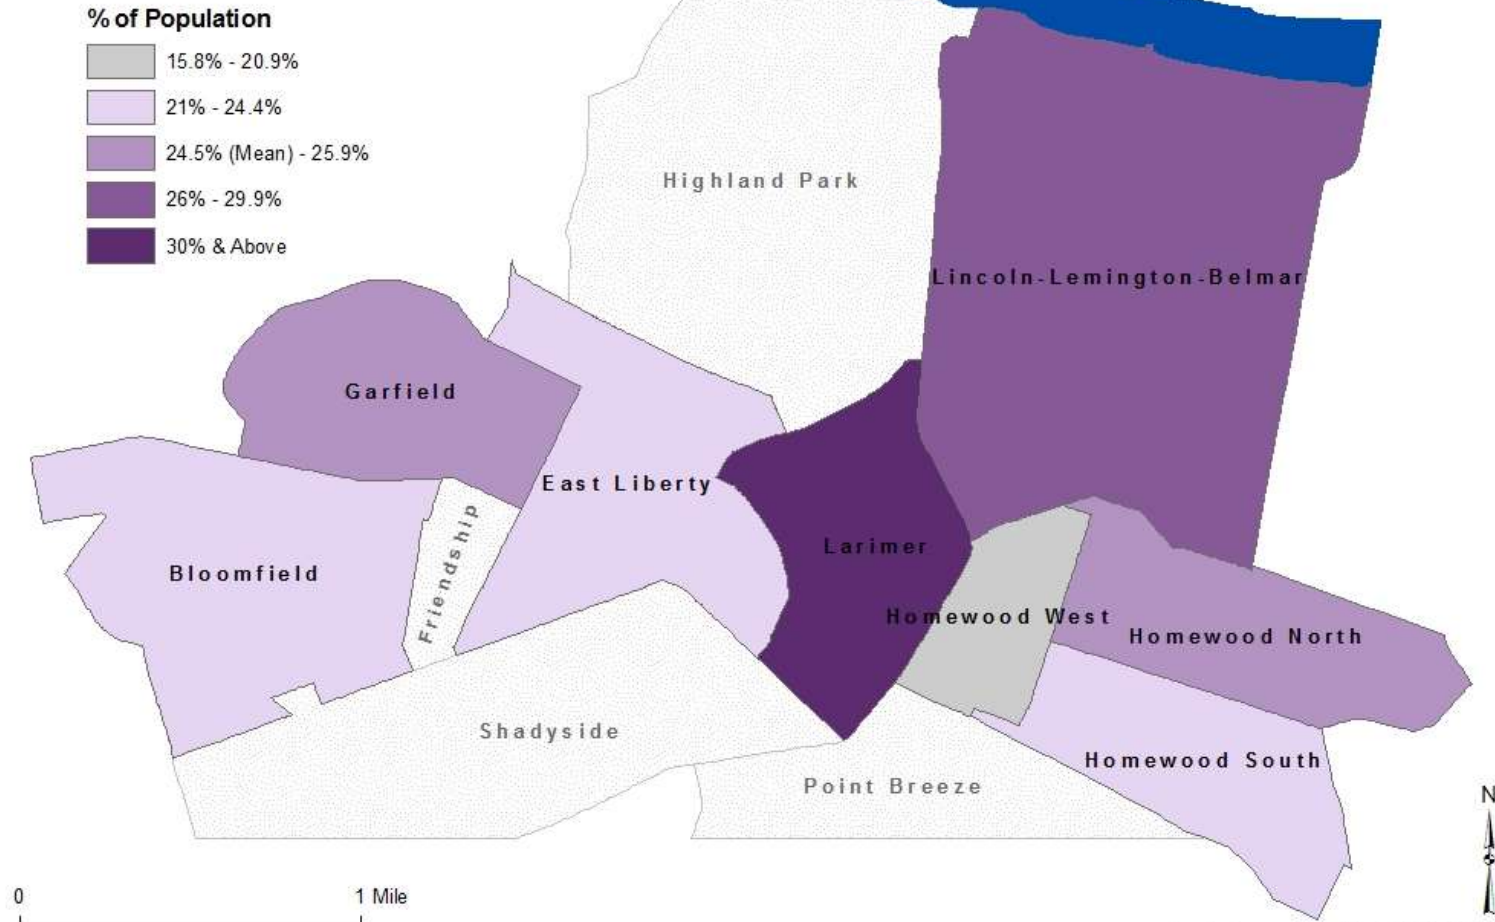 % of Population
15.8% - 20.9%
21% - 24.4%
24.5% (Mean) - 25.9%
26% - 29.9%
30% & Above
Highland Park
Lincoln-Lemington-Belmar
Garfield
East Liberty
Friendship
Larimer
Bloomfield
Homewood West
Homewood North
Shadyside
Homewood South
Point Breeze
N
0
1 Mile